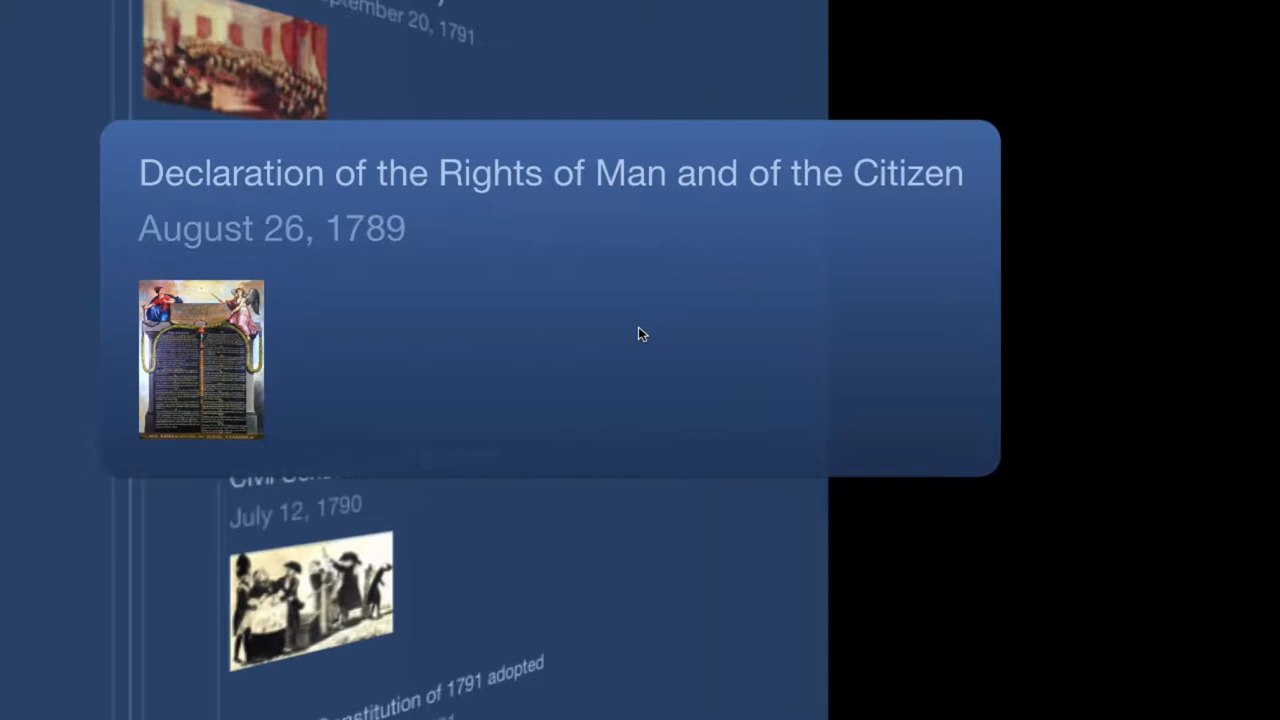 September 20, 1791
Declaration of the Rights of Man and of the Citizen
August 26, 1789
July 12, 1790
Constitution of 1791 adopted